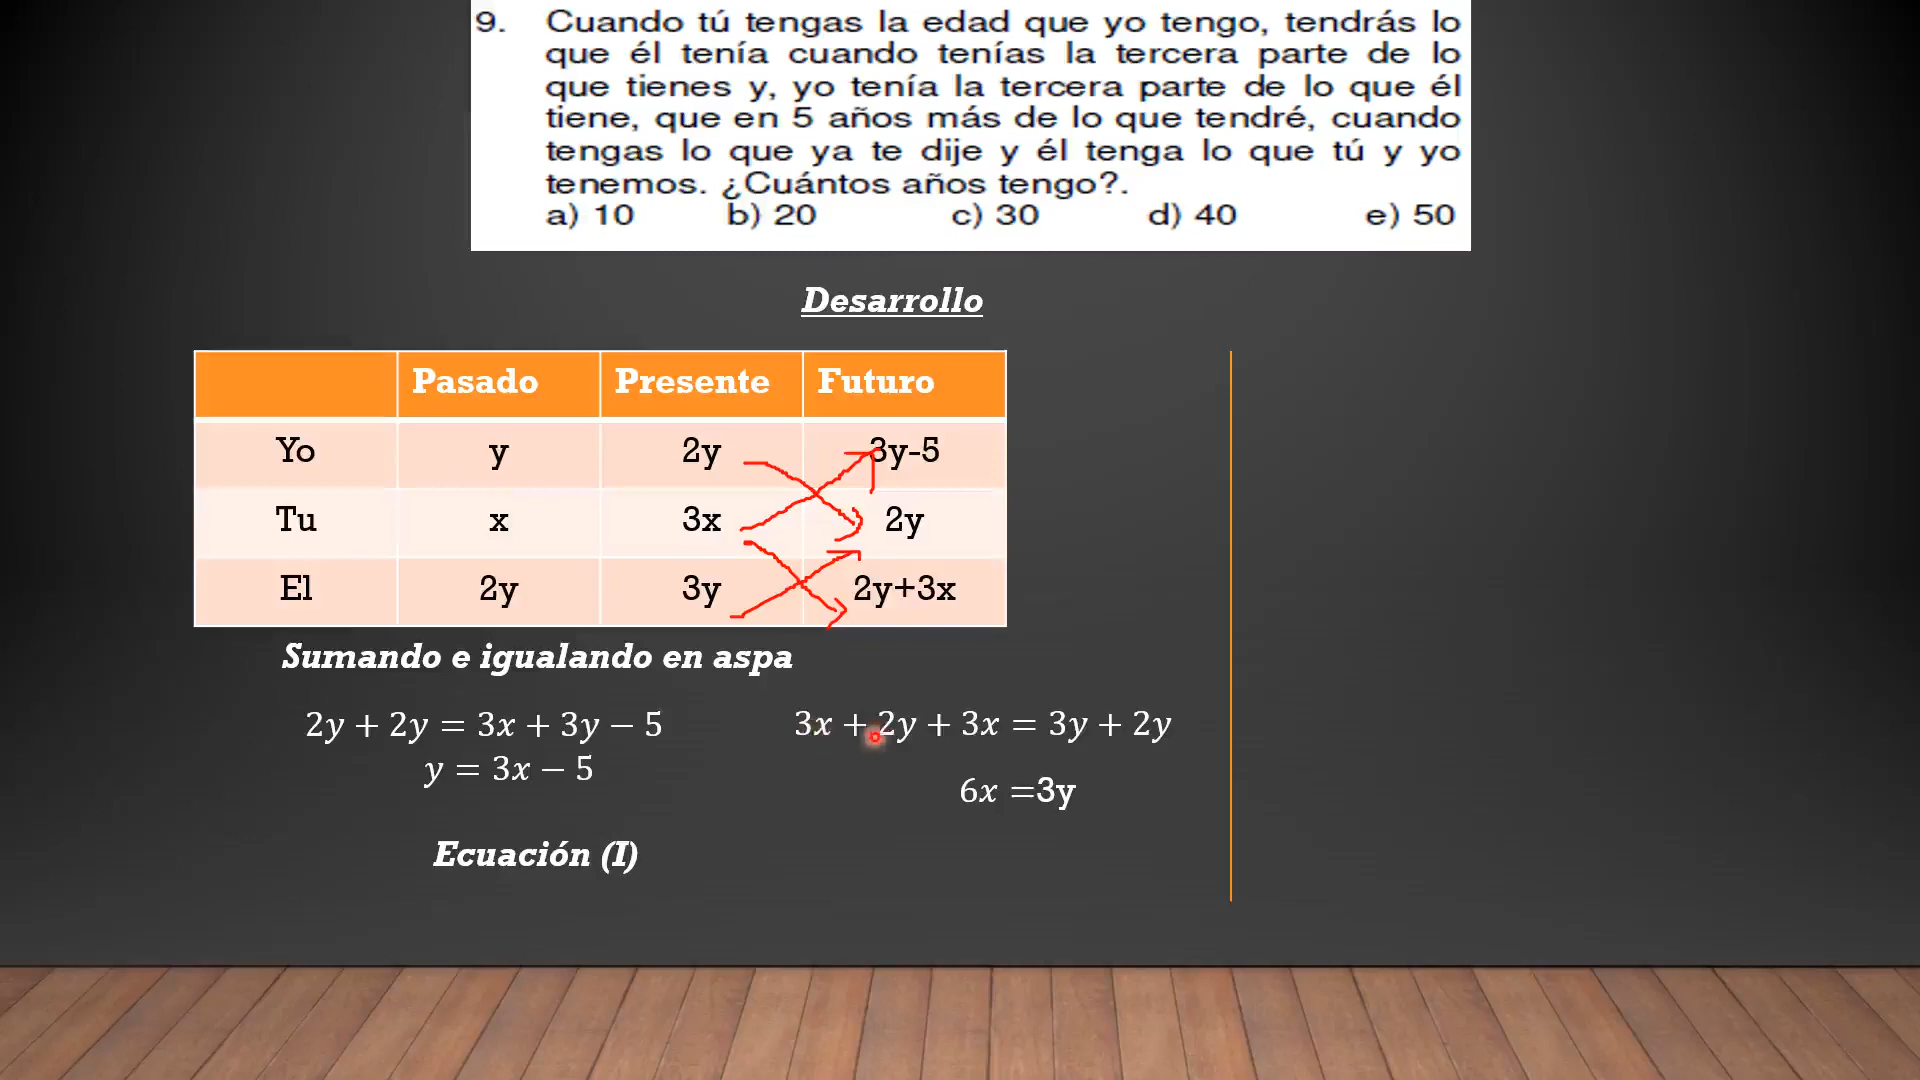 9. Cuando tú tengas la edad que yo tengo, tendrás lo
que él tenía cuando tenías la tercera parte de lo
que tienes y, yo tenía la tercera parte de lo que él
tiene, que en 5 años más de lo que tendré, cuando
tengas lo que ya te dije y él tenga lo que tú y yo
tenemos. ¿Cuántos años tengo?.
a) 10 b) 20 c) 30 d) 40 e) 50
Desarrollo
Pasado Presente Futuro
Yo y 2y 3y-5
Tu x 3x 2y
El 2y 3y 2y+3x
Sumando e igualando en aspa
2y + 2y = 3x + 3y − 5 3x + 2y + 3x = 3y + 2y
y = 3x − 5
6x =3y
Ecuación (I)